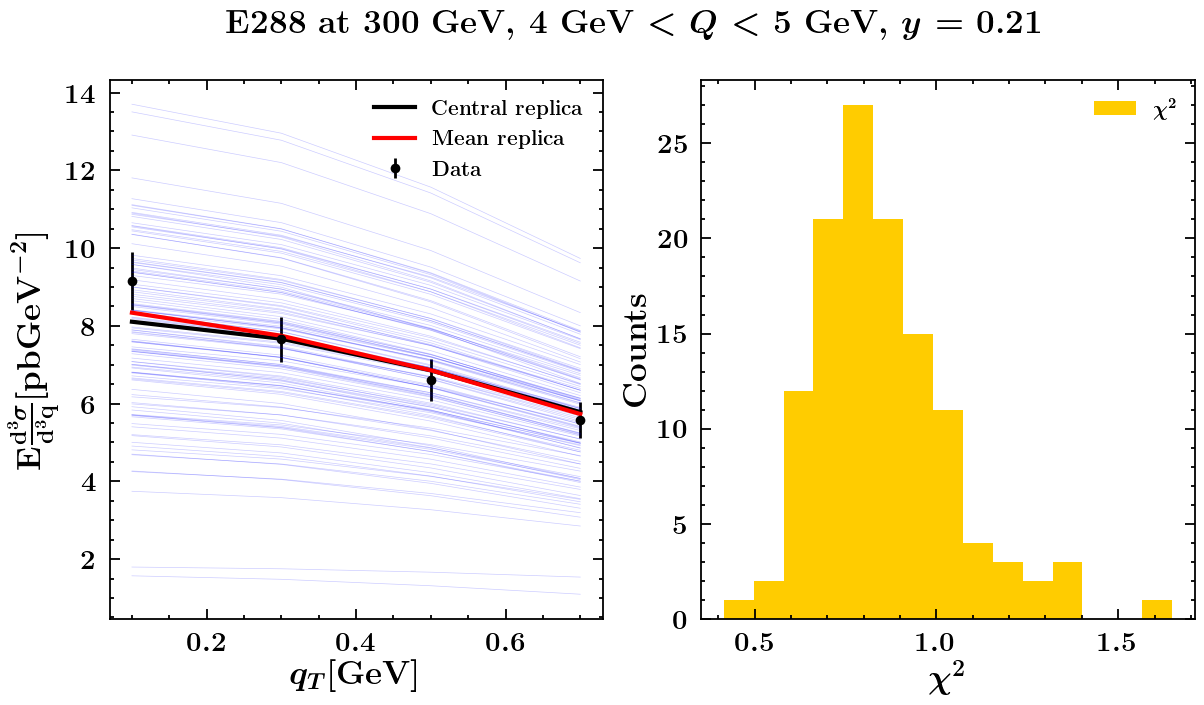 E288 at 300 GeV, 4 GeV < Q < 5 GeV, y = 0.21
E d³σ/d³q [pbGeV⁻²]
14
12
10
8
6
4
2
Central replica
Mean replica
Data
0.2 0.4 0.6
q_T[GeV]
Counts
25
20
15
10
5
0
χ²
0.5 1.0 1.5
χ²